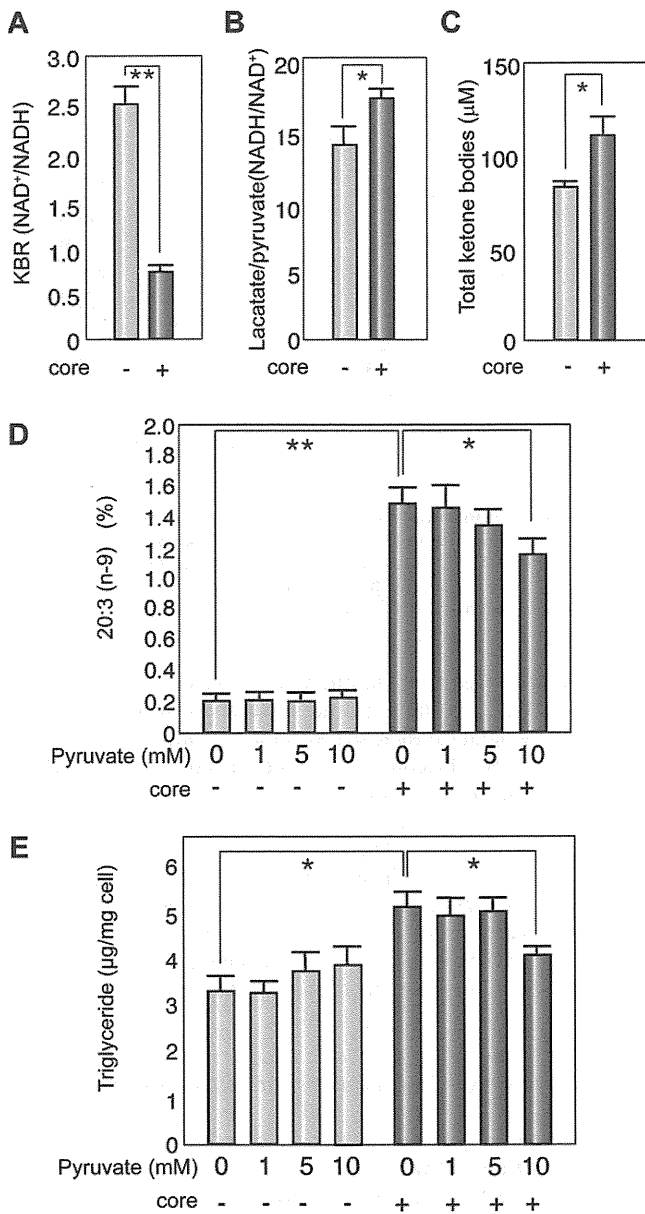 A
KBR (NAD⁺/NADH)
3.0
2.5
2.0
1.5
1.0
0.5
0
**
core - +
B
Lacatate/pyruvate(NADH/NAD⁺)
20
15
10
5
0
*
- +
C
Total ketone bodies (µM)
150
100
50
0
*
core - +
D
20:3 (n-9) (%)
2.0
1.8
1.6
1.4
1.2
1.0
0.8
0.6
0.4
0.2
0
** *
Pyruvate (mM) 0 1 5 10 0 1 5 10
core - - - - + + + +
E
Triglyceride (µg/mg cell)
6
5
4
3
2
1
0
* *
Pyruvate (mM) 0 1 5 10 0 1 5 10
core - - - - + + + +